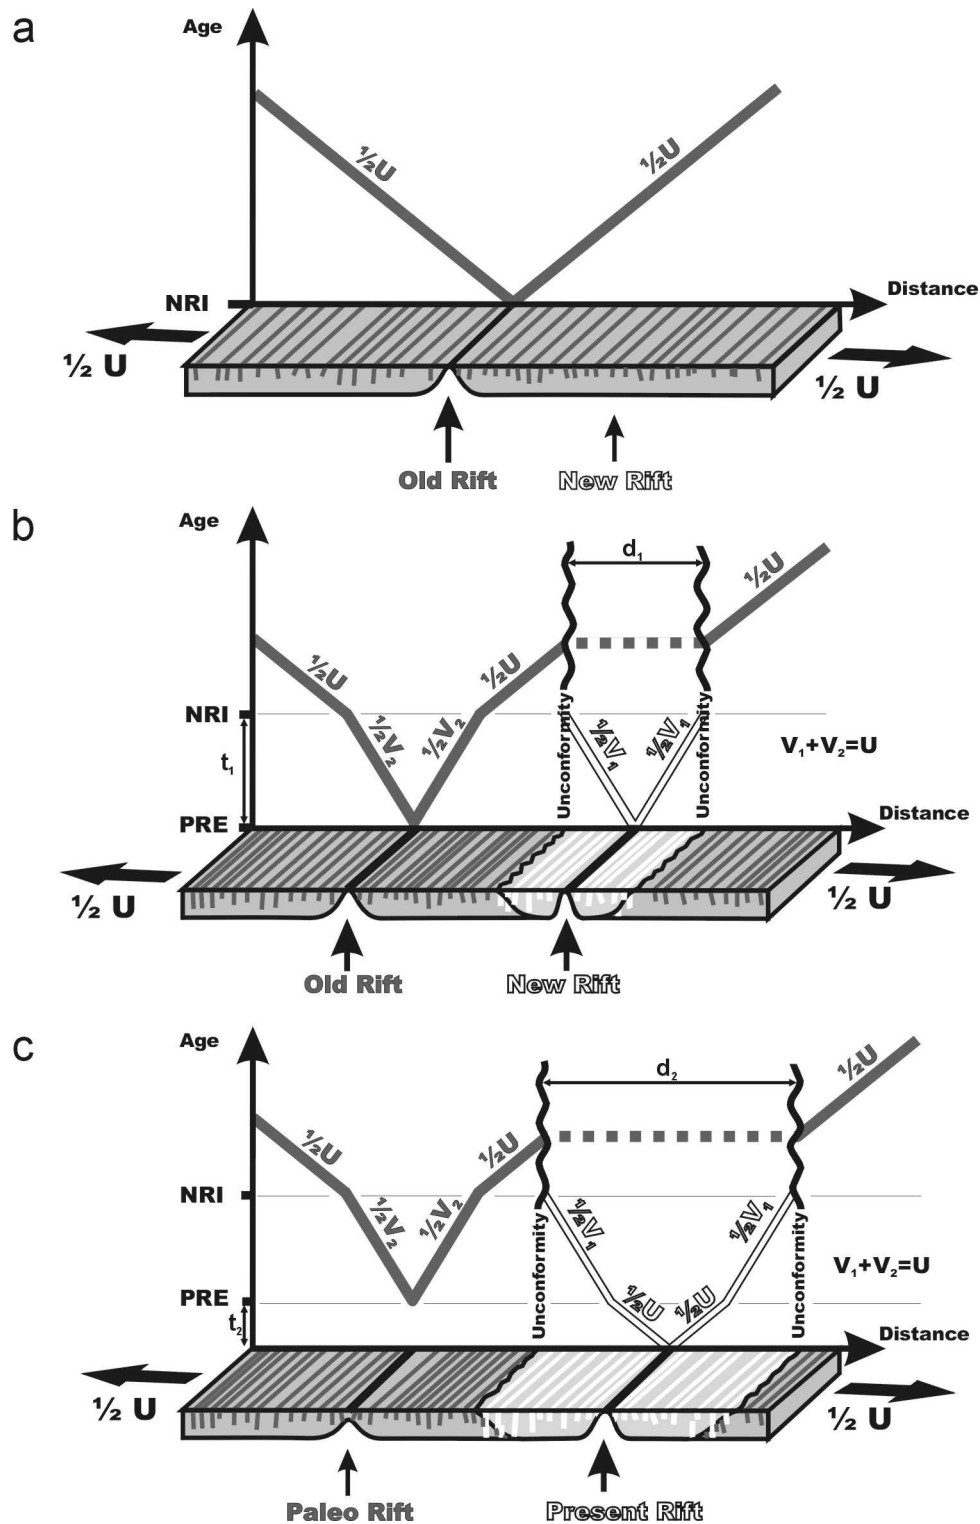 a
Age
½U
½U
NRI
Distance
½ U
½ U
Old Rift
New Rift
b
Age
d₁
½U
½U
½U
NRI
½V₂
½V₂
Unconformity
½V₁
½V₁
Unconformity
V₁+V₂=U
t₁
PRE
Distance
½ U
½ U
Old Rift
New Rift
c
Age
d₂
½U
½U
½U
NRI
½V₂
½V₂
Unconformity
½V₁
½V₁
Unconformity
V₁+V₂=U
PRE
½U
½U
t₂
Distance
½ U
½ U
Paleo Rift
Present Rift